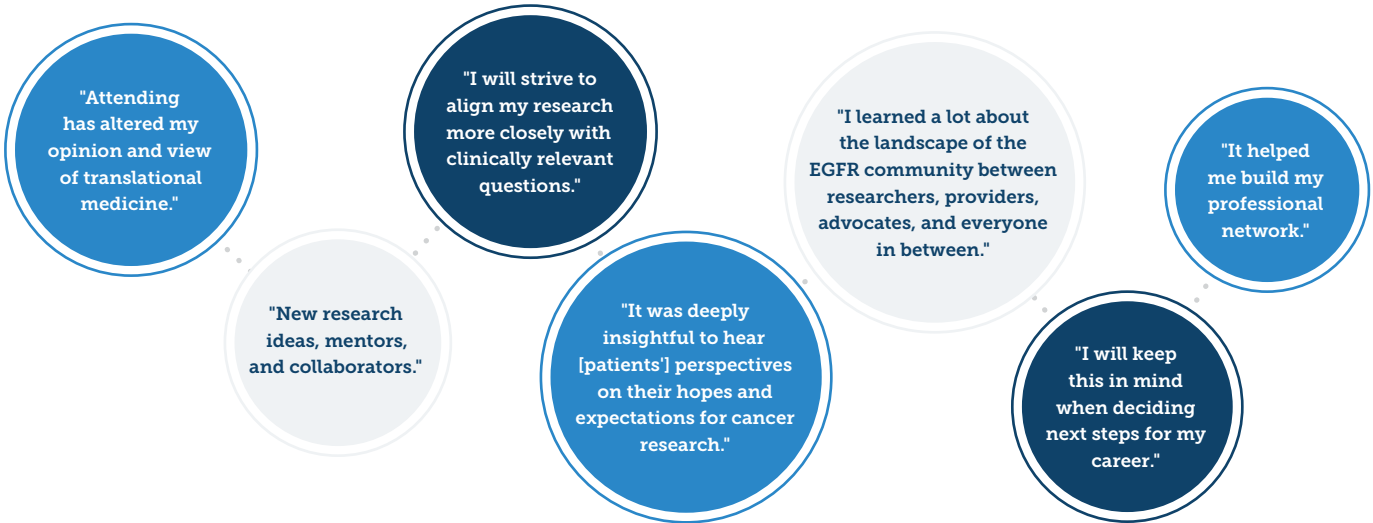 "Attending
has altered my
opinion and view
of translational
medicine."
"New research
ideas, mentors,
and collaborators."
"I will strive to
align my research
more closely with
clinically relevant
questions."
"It was deeply
insightful to hear
[patients'] perspectives
on their hopes and
expectations for cancer
research."
"I learned a lot about
the landscape of the
EGFR community between
researchers, providers,
advocates, and everyone
in between."
"I will keep
this in mind
when deciding
next steps for my
career."
"It helped
me build my
professional
network."